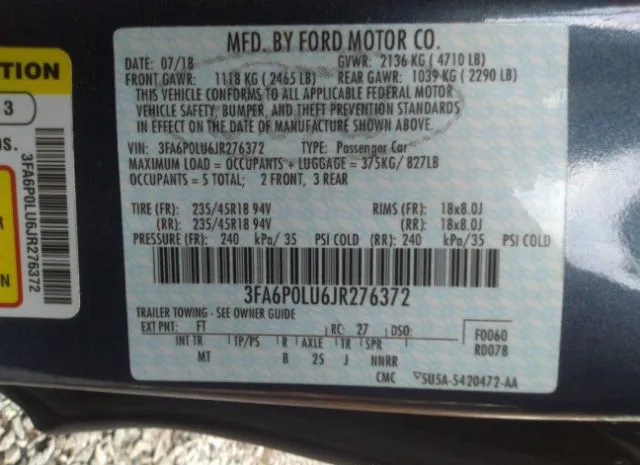 MFD. BY FORD MOTOR CO.
DATE: 07/18 GVWR: 2136 KG ( 4710 LB)
FRONT GAWR: 1118 KG ( 2465 LB) REAR GAWR: 1039 KG ( 2290 LB)
THIS VEHICLE CONFORMS TO ALL APPLICABLE FEDERAL MOTOR
VEHICLE SAFETY, BUMPER, AND THEFT PREVENTION STANDARDS
IN EFFECT ON THE DATE OF MANUFACTURE SHOWN ABOVE.
VIN: 3FA6P0LU6JR276372 TYPE: Passenger Car
MAXIMUM LOAD = OCCUPANTS + LUGGAGE = 375KG/ 827LB
OCCUPANTS = 5 TOTAL; 2 FRONT, 3 REAR
TIRE (FR): 235/45R18 94V RIMS (FR): 18x8.0J
(RR): 235/45R18 94V (RR): 18x8.0J
PRESSURE (FR): 240 kPa/ 35 PSI COLD (RR): 240 kPa/ 35 PSI COLD
3FA6P0LU6JR276372
TRAILER TOWING - SEE OWNER GUIDE
EXT PNT: FT RC: 27 DSO: F0060
INT TR TP/PS R AXLE TR SPR R0078
MT B 25 J NNRR
CMC 5U5A-5420472-AA
TION
3
OS.
3FA6P0LU6JR276372